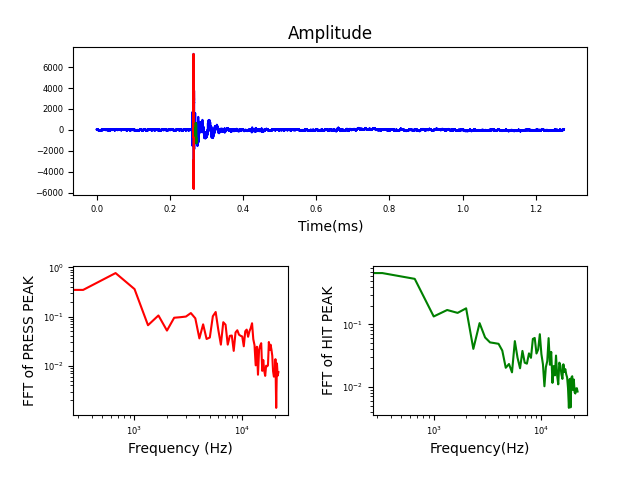 Amplitude
6000
4000
2000
0
−2000
−4000
−6000
0.0 0.2 0.4 0.6 0.8 1.0 1.2
Time(ms)
FFT of PRESS PEAK
10⁰
10⁻¹
10⁻²
10³ 10⁴
Frequency (Hz)
FFT of HIT PEAK
10⁻¹
10⁻²
10³ 10⁴
Frequency(Hz)